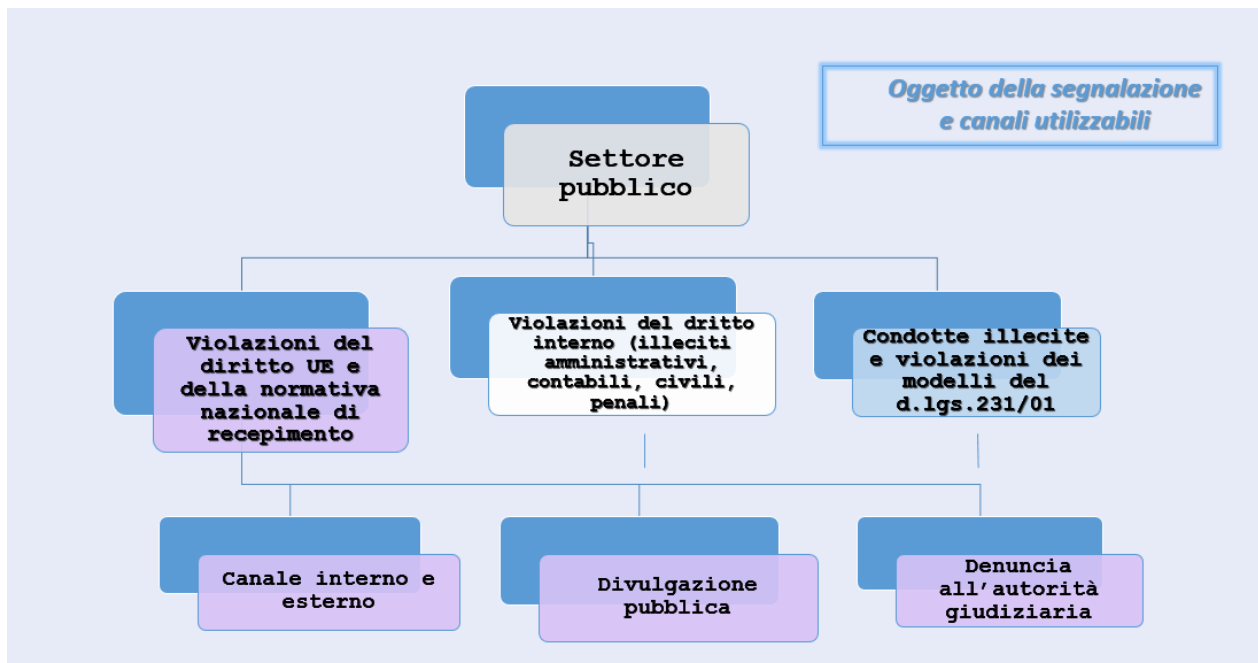 Oggetto della segnalazione
e canali utilizzabili
Settore
pubblico
Violazioni del
diritto UE e
della normativa
nazionale di
recepimento
Violazioni del dritto
interno (illeciti
amministrativi,
contabili, civili,
penali)
Condotte illecite
e violazioni dei
modelli del
d.lgs.231/01
Canale interno e
esterno
Divulgazione
pubblica
Denuncia
all’autorità
giudiziaria